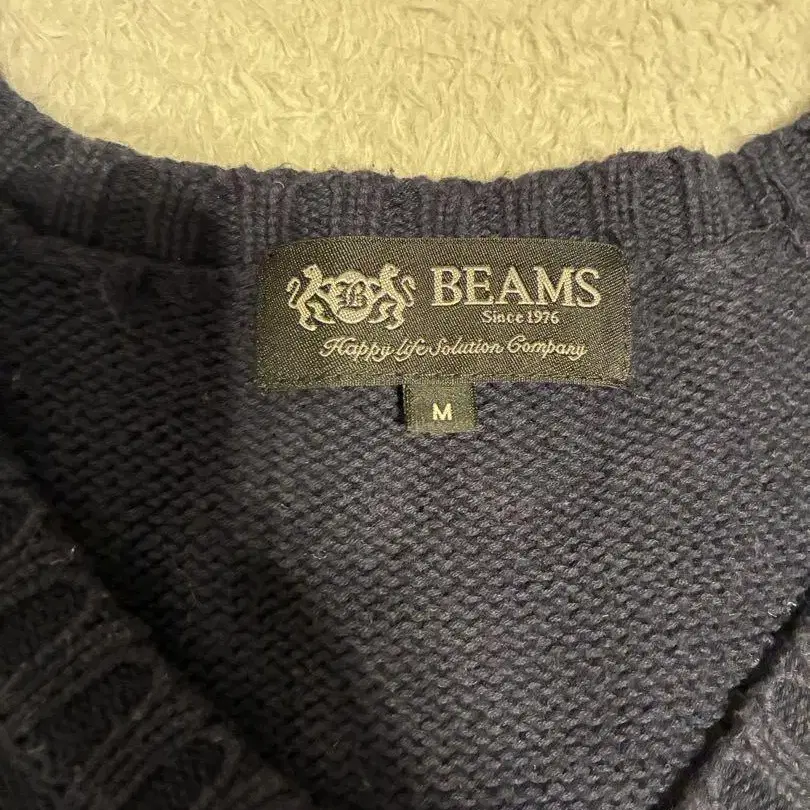 B
BEAMS
Since 1976
Happy Life Solution Company
M